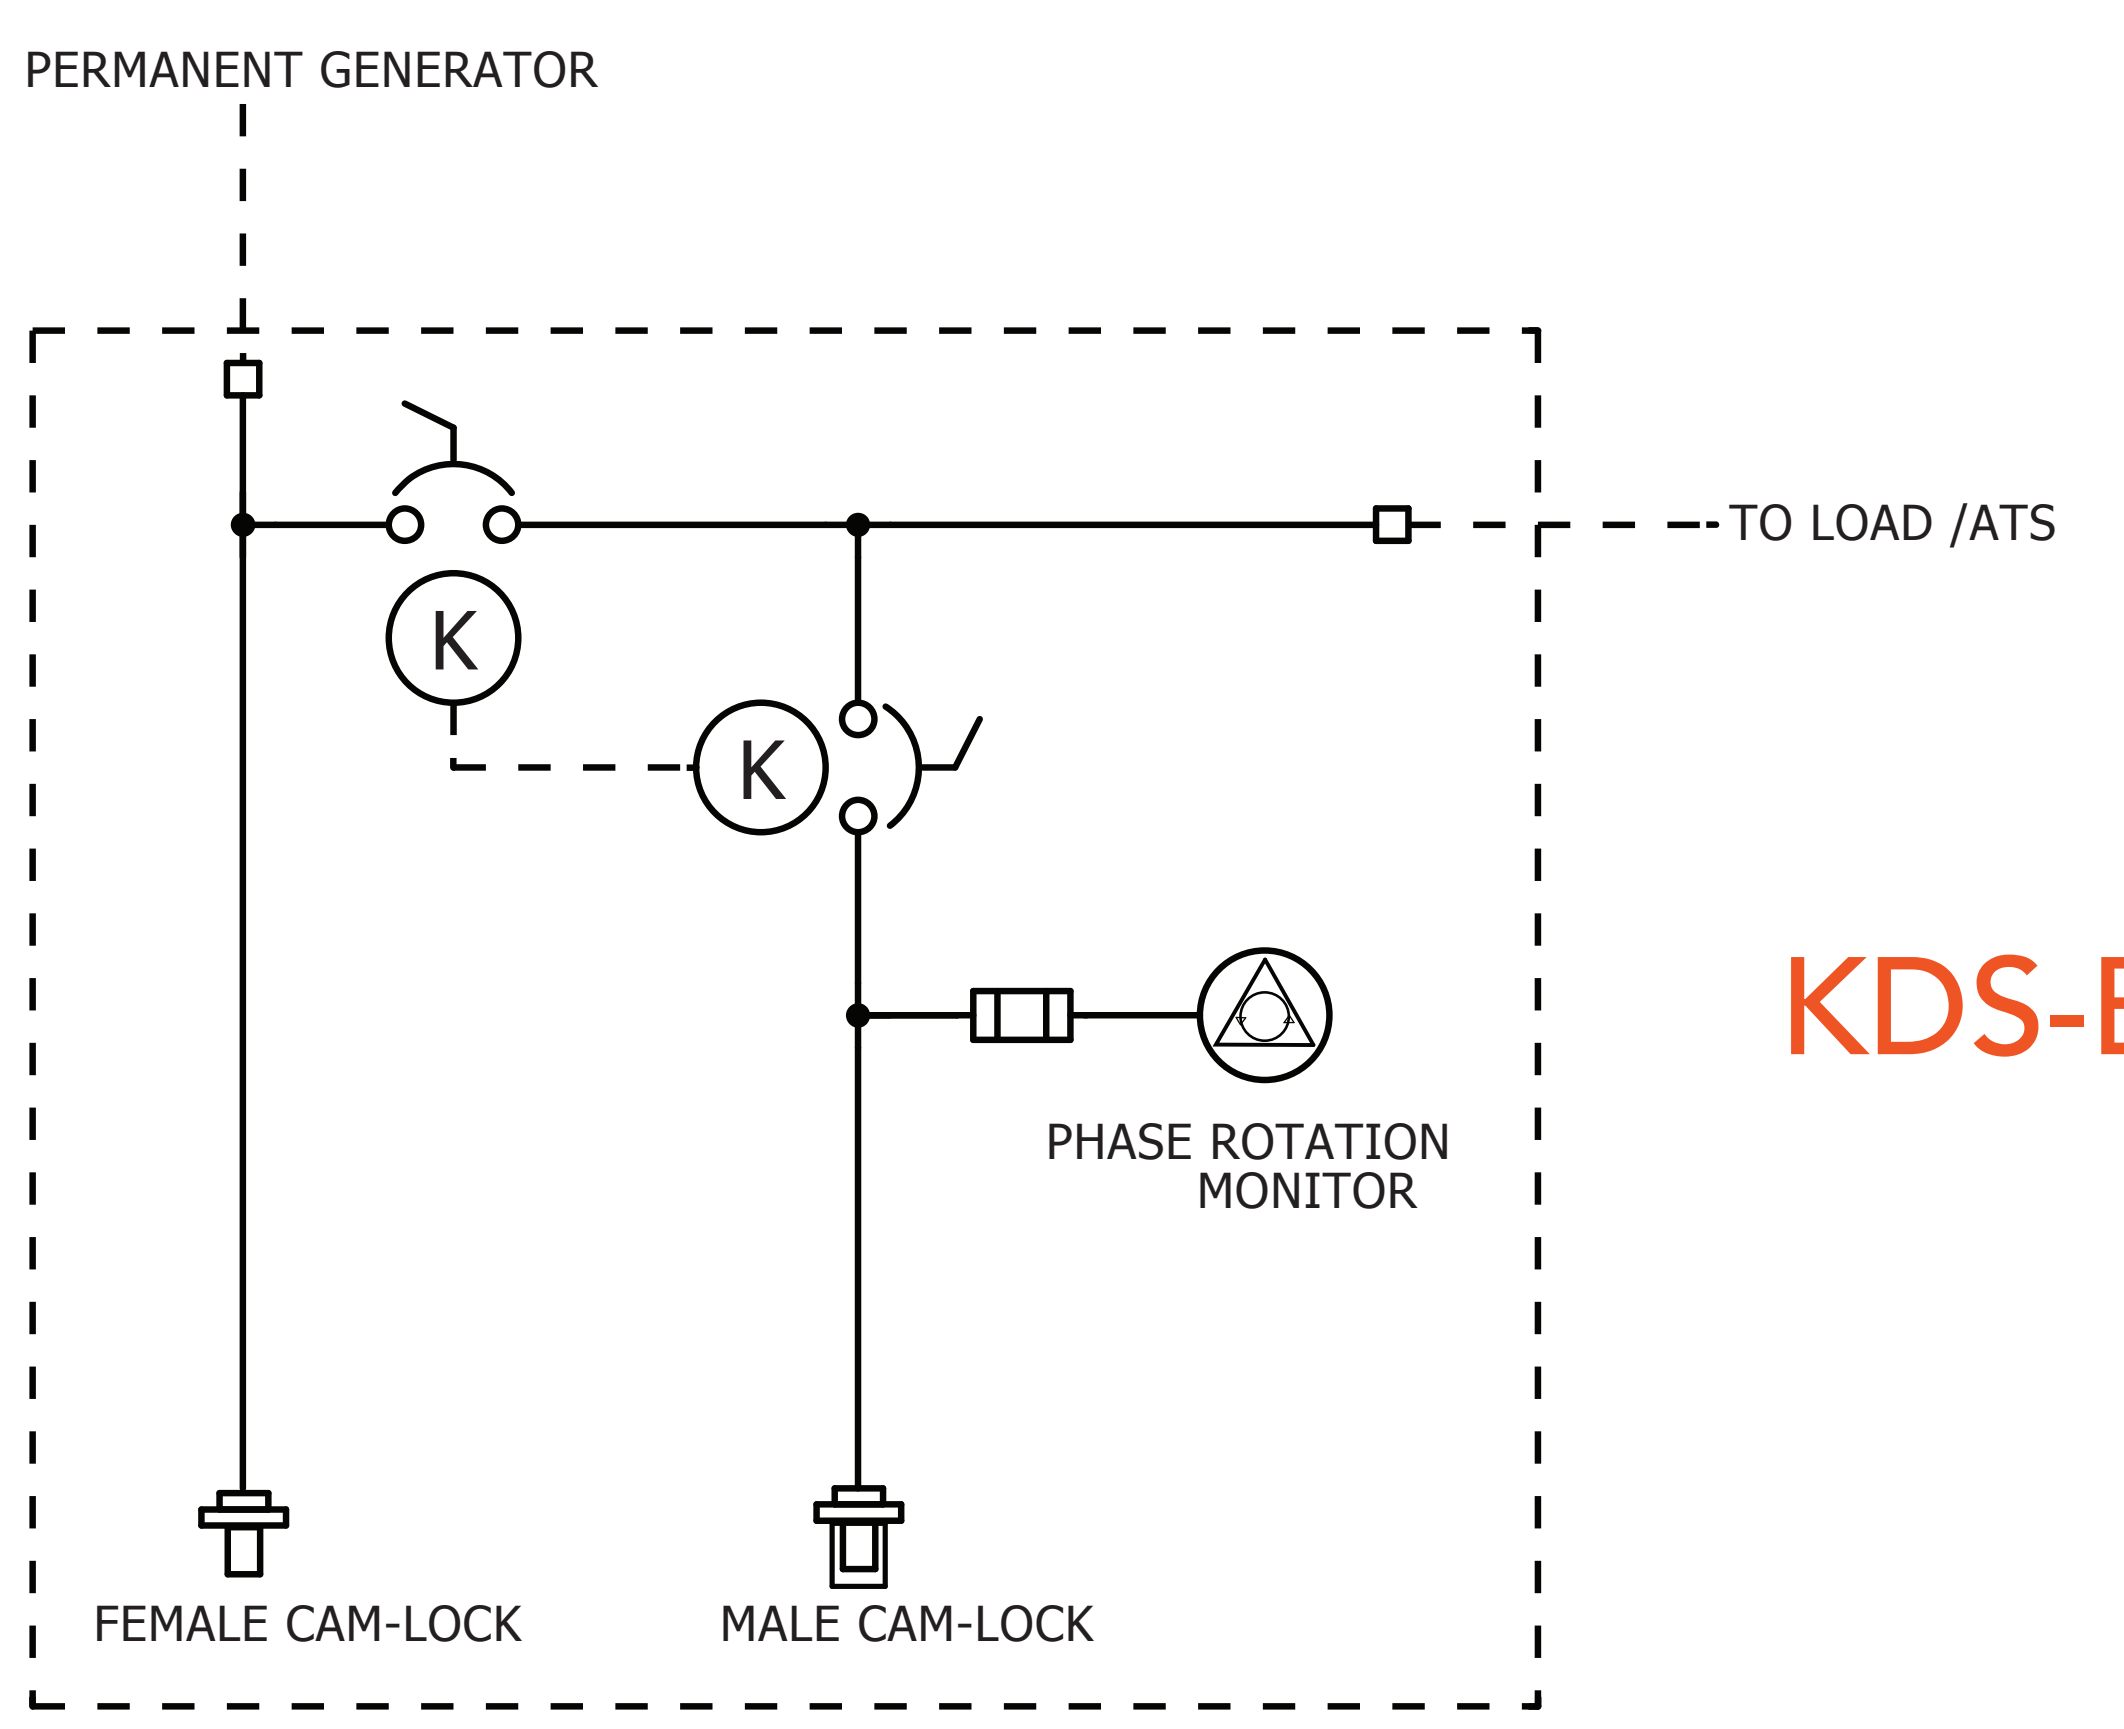 PERMANENT GENERATOR
TO LOAD /ATS
K
K
KDS-
PHASE ROTATION
MONITOR
FEMALE CAM-LOCK
MALE CAM-LOCK